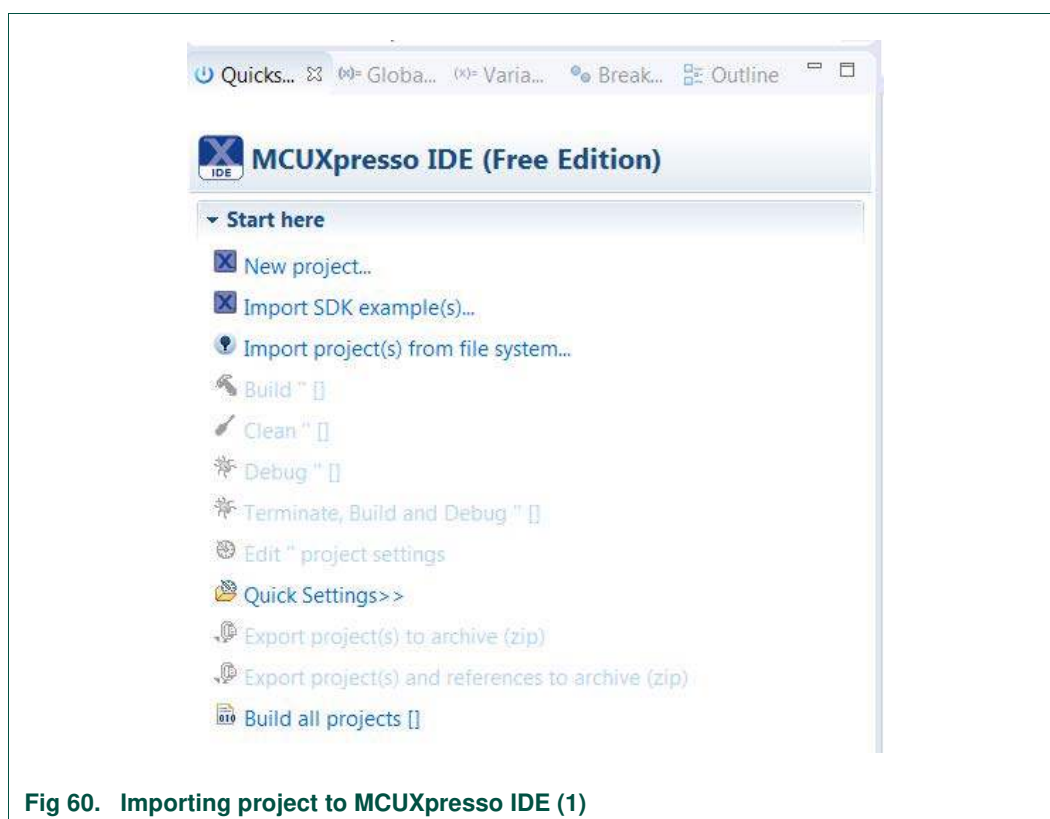 Quicks... (x)= Globa... (x)= Varia... Break... Outline
IDE MCUXpresso IDE (Free Edition)
Start here
New project...
Import SDK example(s)...
Import project(s) from file system...
Build '' []
Clean '' []
Debug '' []
Terminate, Build and Debug '' []
Edit '' project settings
Quick Settings>>
Export project(s) to archive (zip)
Export project(s) and references to archive (zip)
010 Build all projects []
Fig 60. Importing project to MCUXpresso IDE (1)